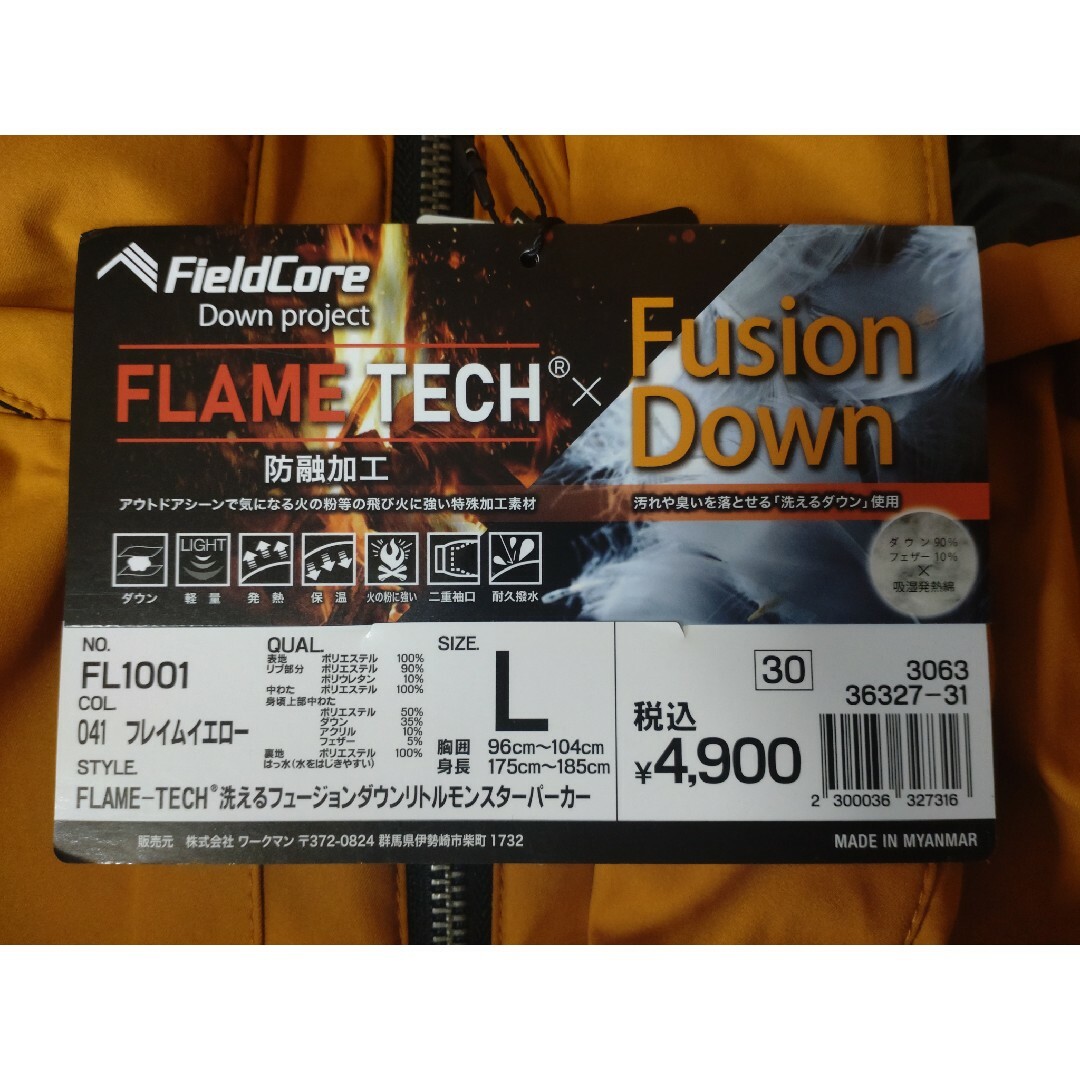 FieldCore
Down project
FLAME TECH® ×
防融加工
アウトドアシーンで気になる火の粉等の飛び火に強い特殊加工素材
Fusion
Down
汚れや臭いを落とせる「洗えるダウン」使用
ダウン 90%
フェザー 10%
×
吸湿発熱綿
LIGHT
ダウン 軽量 発熱 保温 火の粉に強い 二重袖口 耐久撥水
NO.
FL1001
COL.
041 フレイムイエロー
STYLE.
FLAME-TECH®洗えるフュージョンダウンリトルモンスターパーカー
QUAL.
表地 ポリエステル 100%
リブ部分 ポリエステル 90%
ポリウレタン 10%
中わた ポリエステル 100%
身頃上部中わた
ポリエステル 50%
ダウン 35%
アクリル 10%
フェザー 5%
裏地 ポリエステル 100%
はっ水(水をはじきやすい)
SIZE.
L
胸囲 96cm〜104cm
身長 175cm〜185cm
30
3063
36327-31
税込
¥4,900
2 300036 327316
販売元 株式会社 ワークマン 〒372-0824 群馬県伊勢崎市柴町 1732
MADE IN MYANMAR